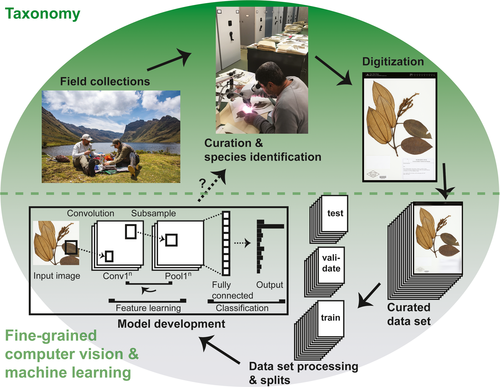 Taxonomy
Field collections
Curation &
species identification
Digitization
?
Convolution
Subsample
Input image
Conv1ⁿ
Pool1ⁿ
Fully
connected
Output
Feature learning
Classification
Model development
test
vali-
date
train
Curated
data set
Data set processing
& splits
Fine-grained
computer vision &
machine learning